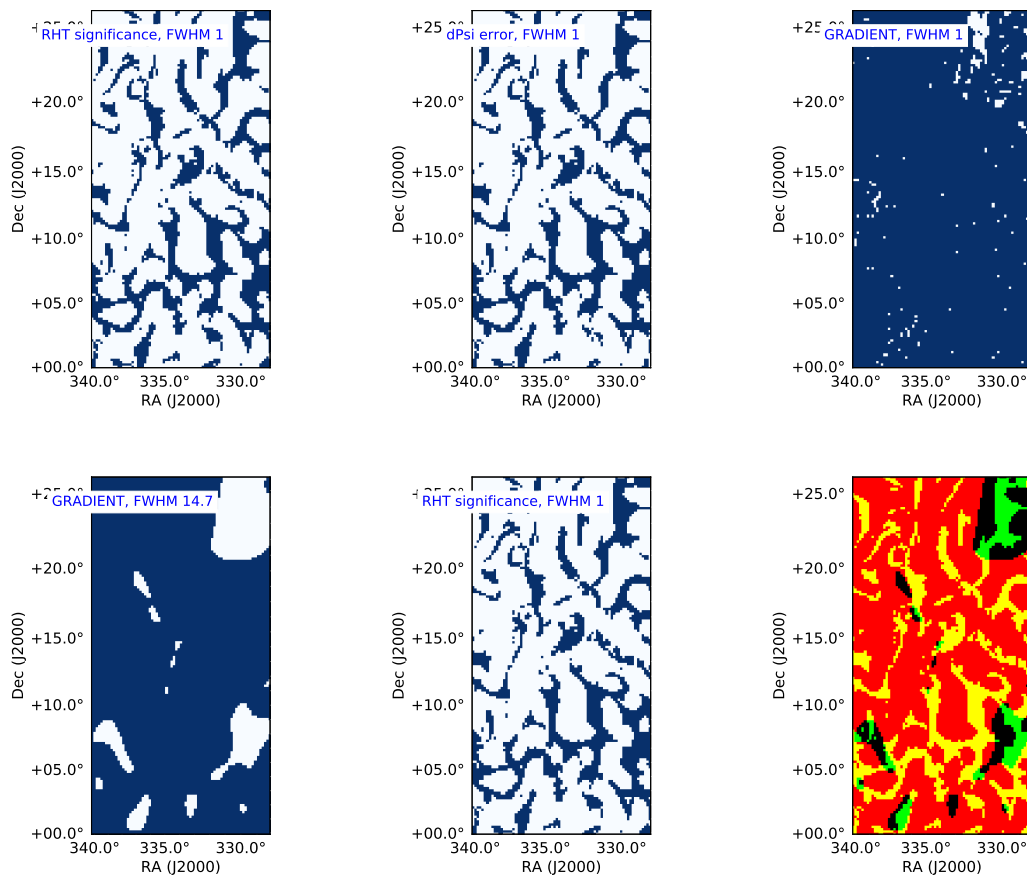 RHT significance, FWHM 1
dPsi error, FWHM 1
GRADIENT, FWHM 1
+20.0°
+15.0°
+10.0°
+05.0°
+00.0°
Dec (J2000)
340.0° 335.0° 330.0°
RA (J2000)
+20.0°
+15.0°
+10.0°
+05.0°
+00.0°
Dec (J2000)
340.0° 335.0° 330.0°
RA (J2000)
+20.0°
+15.0°
+10.0°
+05.0°
+00.0°
Dec (J2000)
340.0° 335.0° 330.0°
RA (J2000)
GRADIENT, FWHM 14.7
+20.0°
+15.0°
+10.0°
+05.0°
+00.0°
Dec (J2000)
340.0° 335.0° 330.0°
RA (J2000)
RHT significance, FWHM 1
+20.0°
+15.0°
+10.0°
+05.0°
+00.0°
Dec (J2000)
340.0° 335.0° 330.0°
RA (J2000)
+25.0°
+20.0°
+15.0°
+10.0°
+05.0°
+00.0°
Dec (J2000)
340.0° 335.0° 330.0°
RA (J2000)